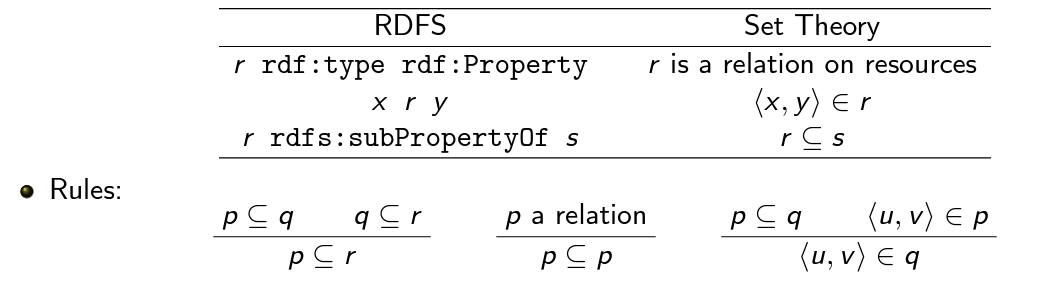 RDFS Set Theory
r rdf:type rdf:Property r is a relation on resources
x r y ⟨x, y⟩ ∈ r
r rdfs:subPropertyOf s r ⊆ s
Rules:
p ⊆ q q ⊆ r p a relation p ⊆ q ⟨u, v⟩ ∈ p
p ⊆ r p ⊆ p ⟨u, v⟩ ∈ q